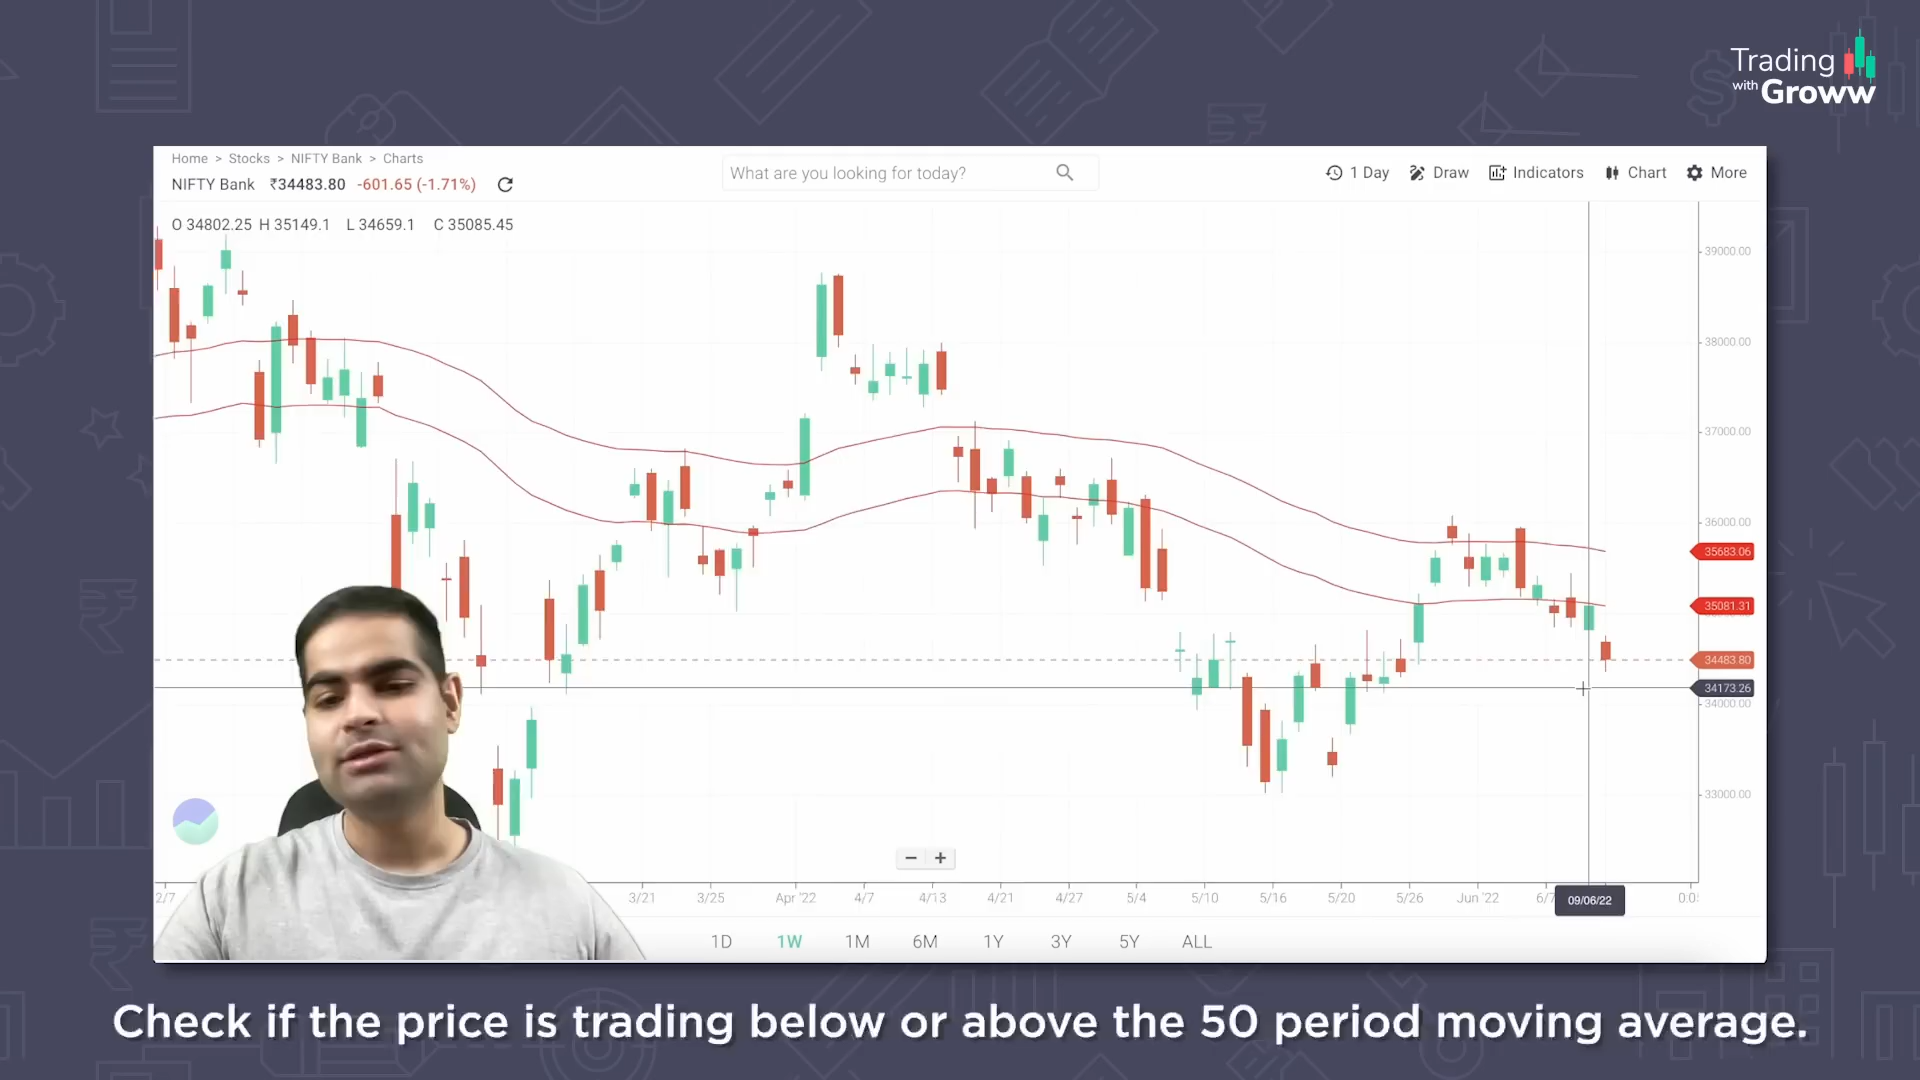 Trading
with Groww
Home > Stocks > NIFTY Bank > Charts
NIFTY Bank ₹34483.80 -601.65 (-1.71%)
What are you looking for today?
1 Day Draw Indicators Chart More
O 34802.25 H 35149.1 L 34659.1 C 35085.45
39000.00
38000.00
37000.00
36000.00
35683.06
35081.31
34483.80
34173.26
34000.00
33000.00
− +
2/7 3/21 3/25 Apr '22 4/7 4/13 4/21 4/27 5/4 5/10 5/16 5/20 5/26 Jun '22 6/7 09/06/22
1D 1W 1M 6M 1Y 3Y 5Y ALL
Check if the price is trading below or above the 50 period moving average.